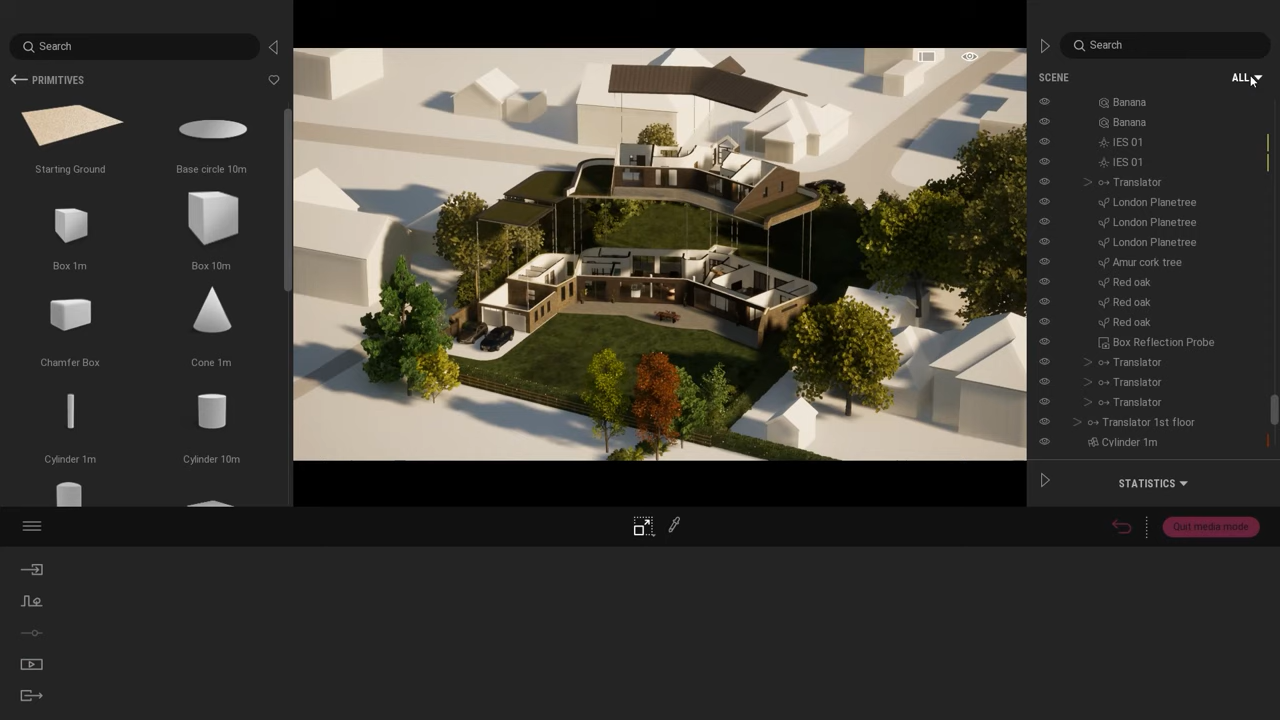 Search
PRIMITIVES
Starting Ground
Base circle 10m
Box 1m
Box 10m
Chamfer Box
Cone 1m
Cylinder 1m
Cylinder 10m
Search
SCENE
ALL
Banana
Banana
IES 01
IES 01
Translator
London Planetree
London Planetree
London Planetree
Amur cork tree
Red oak
Red oak
Red oak
Box Reflection Probe
Translator
Translator
Translator
Translator 1st floor
Cylinder 1m
STATISTICS
Quit media mode